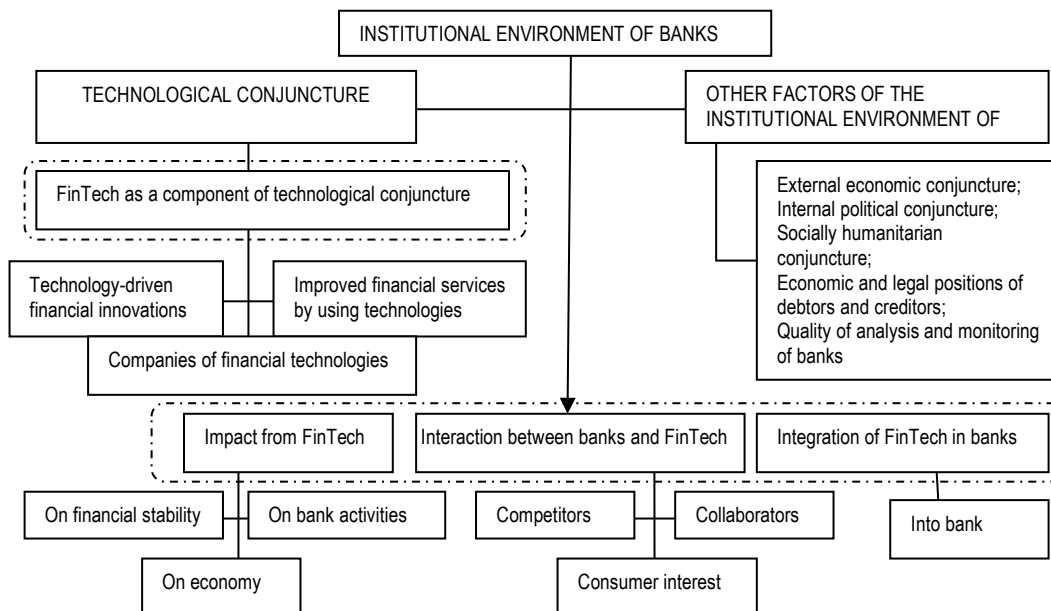 INSTITUTIONAL ENVIRONMENT OF BANKS
TECHNOLOGICAL CONJUNCTURE
OTHER FACTORS OF THE
INSTITUTIONAL ENVIRONMENT OF
FinTech as a component of technological conjuncture
External economic conjuncture;
Internal political conjuncture;
Socially humanitarian
conjuncture;
Economic and legal positions of
debtors and creditors;
Quality of analysis and monitoring
of banks
Technology-driven
financial innovations
Improved financial services
by using technologies
Companies of financial technologies
Impact from FinTech
Interaction between banks and FinTech
Integration of FinTech in banks
On financial stability
On bank activities
Competitors
Collaborators
Into bank
On economy
Consumer interest